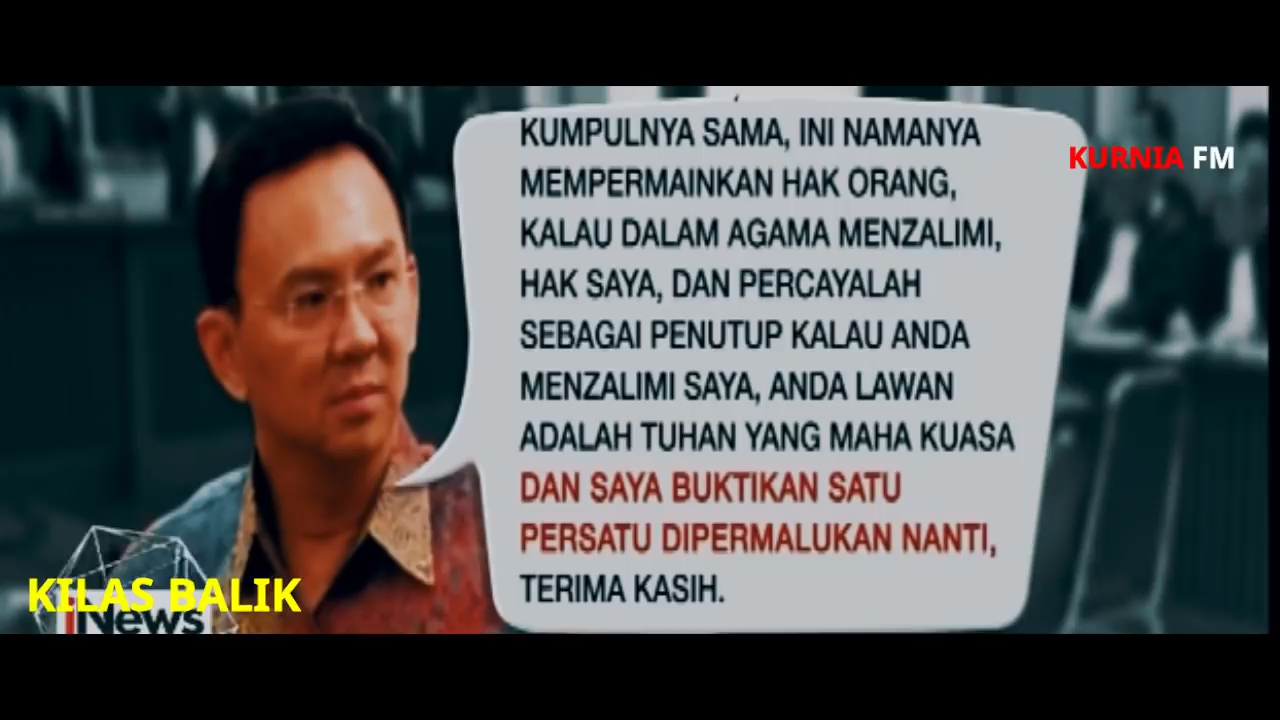 KUMPULNYA SAMA, INI NAMANYA
MEMPERMAINKAN HAK ORANG,
KALAU DALAM AGAMA MENZALIMI,
HAK SAYA, DAN PERCAYALAH
SEBAGAI PENUTUP KALAU ANDA
MENZALIMI SAYA, ANDA LAWAN
ADALAH TUHAN YANG MAHA KUASA
DAN SAYA BUKTIKAN SATU
PERSATU DIPERMALUKAN NANTI,
TERIMA KASIH.
KURNIA FM
KILAS BALIK
iNews